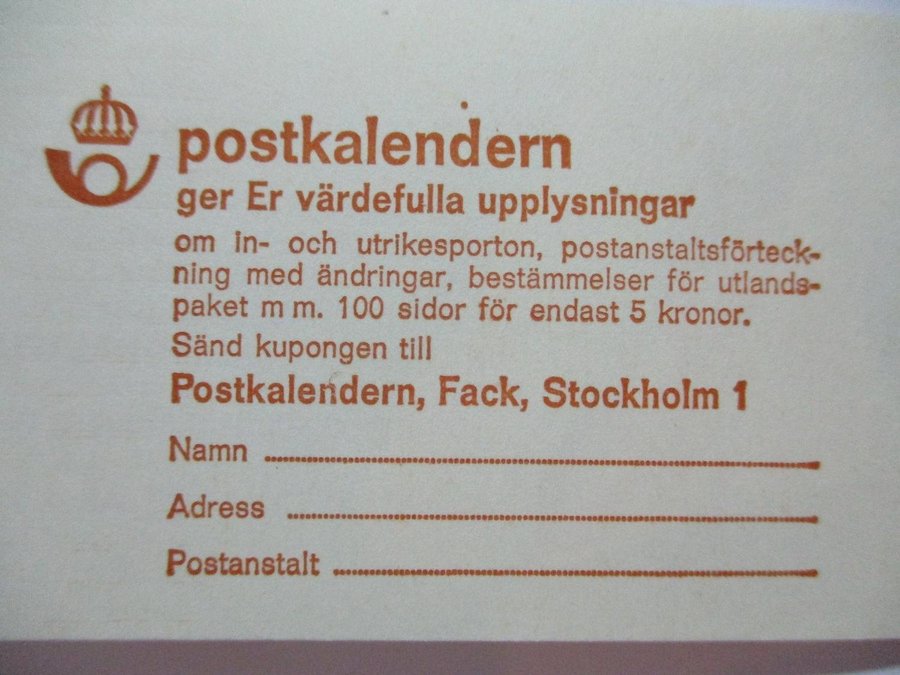 postkalendern
ger Er värdefulla upplysningar
om in- och utrikesporton, postanstaltsförteck-
ning med ändringar, bestämmelser för utlands-
paket m m. 100 sidor för endast 5 kronor.
Sänd kupongen till
Postkalendern, Fack, Stockholm 1
Namn
Adress
Postanstalt